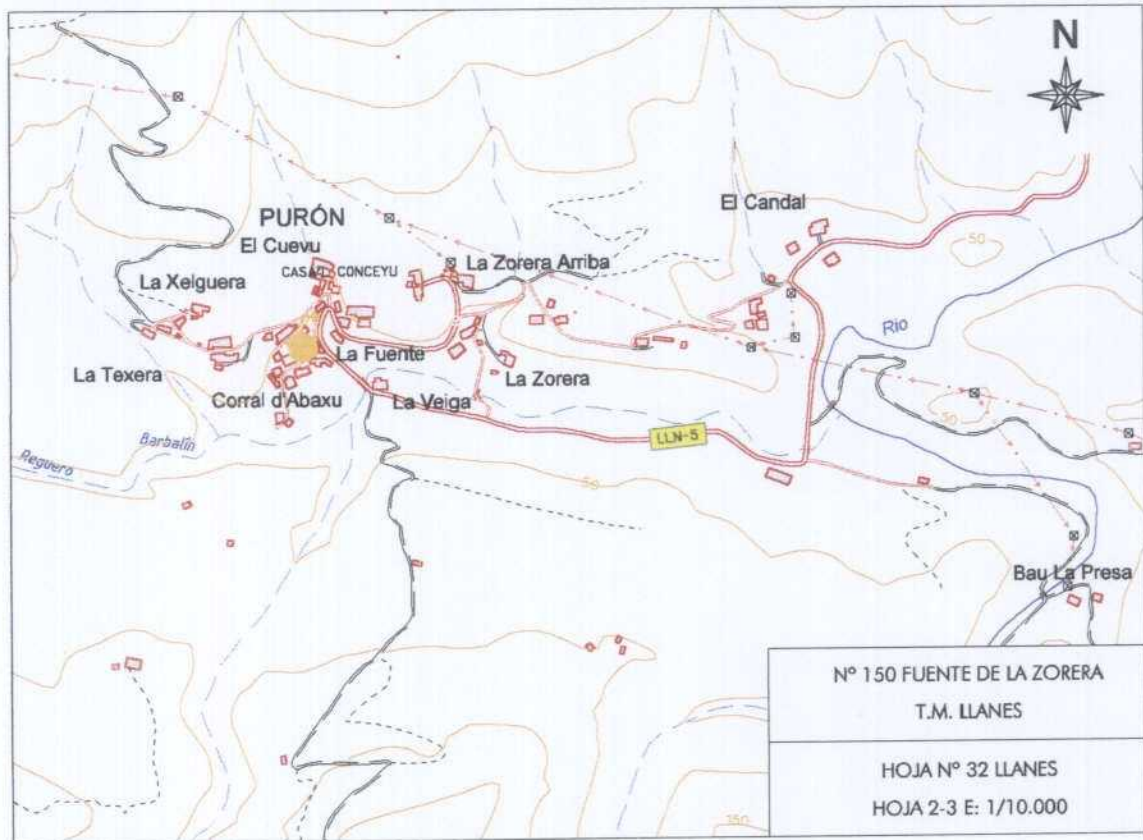 N
PURÓN
El Candal
50
El Cuevu
CASA CONCEYU
La Zorera Arriba
La Xelguera
Rio
La Fuente
La Texera
La Zorera
Corral d'Abaxu
La Veiga
50
LLN-5
Reguero
Barbalín
50
Bau La Presa
Nº 150 FUENTE DE LA ZORERA
T.M. LLANES
HOJA Nº 32 LLANES
HOJA 2-3 E: 1/10.000